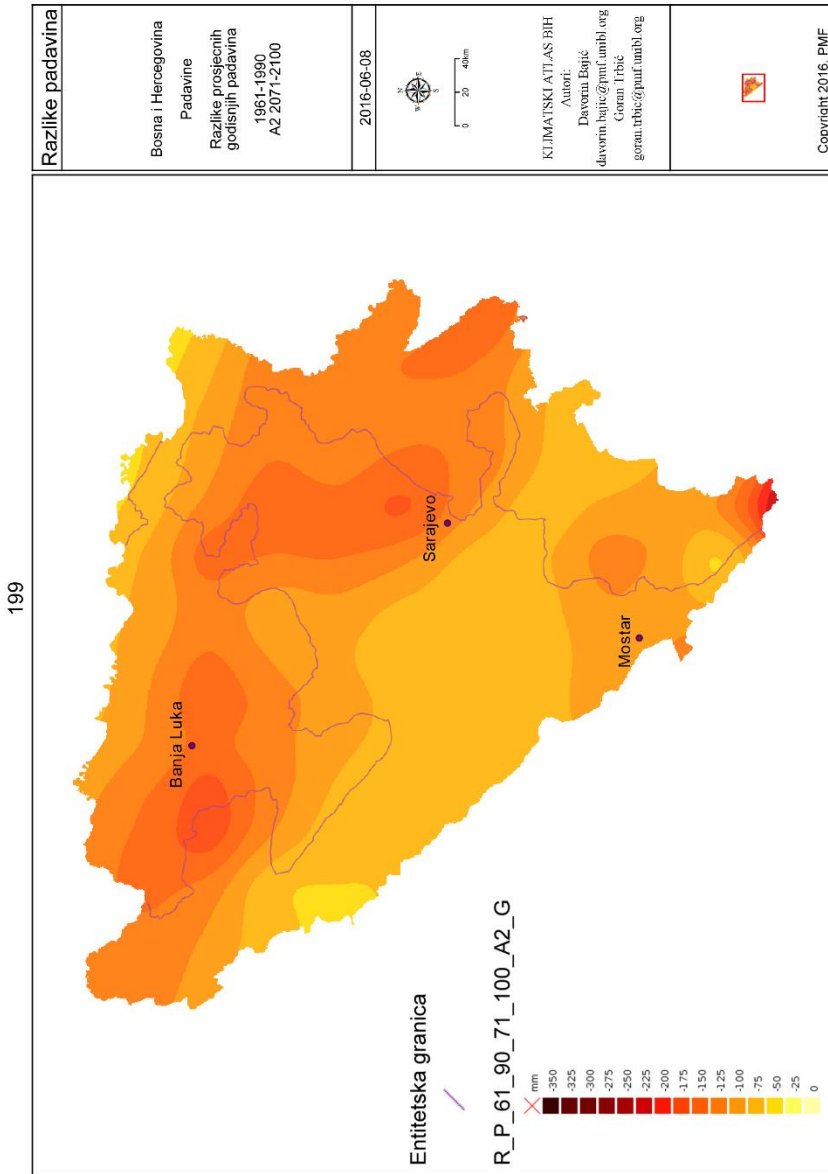 199
Razlike padavina
Bosna i Hercegovina
Padavine
Razlike prosjecnih
godisnjih padavina
1961-1990
A2 2071-2100
2016-06-08
N
W
E
S
0
20
40km
KLIMATSKI ATLAS BIH
Autori:
Davorin Bajić
davorin.bajic@pmf.unibl.org
Goran Trbić
goran.trbic@pmf.unibl.org
Copyright 2016. PMF
Banja Luka
Sarajevo
Mostar
Entitetska granica
R_P_61_90_71_100_A2_G
mm
-350
-325
-300
-275
-250
-225
-200
-175
-150
-125
-100
-75
-50
-25
0